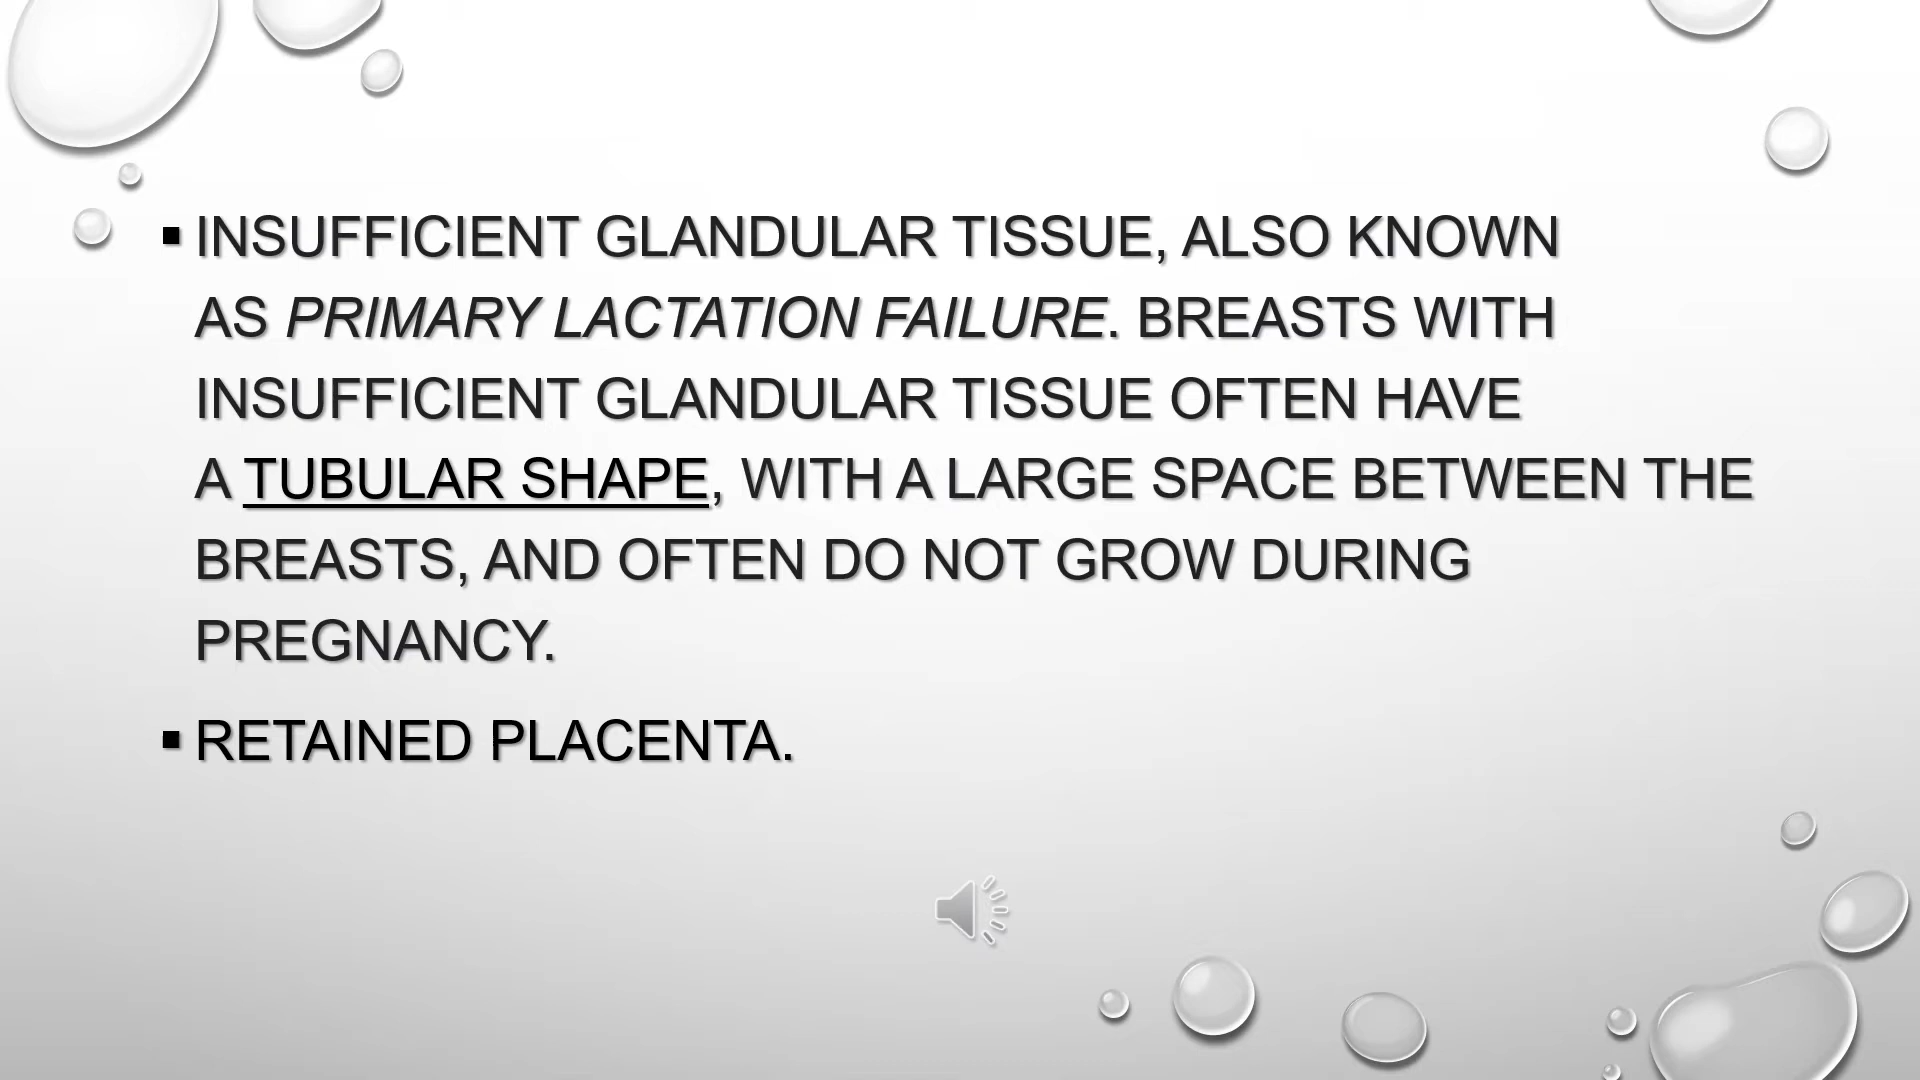 ▪ INSUFFICIENT GLANDULAR TISSUE, ALSO KNOWN
AS PRIMARY LACTATION FAILURE. BREASTS WITH
INSUFFICIENT GLANDULAR TISSUE OFTEN HAVE
A TUBULAR SHAPE, WITH A LARGE SPACE BETWEEN THE
BREASTS, AND OFTEN DO NOT GROW DURING
PREGNANCY.
▪ RETAINED PLACENTA.